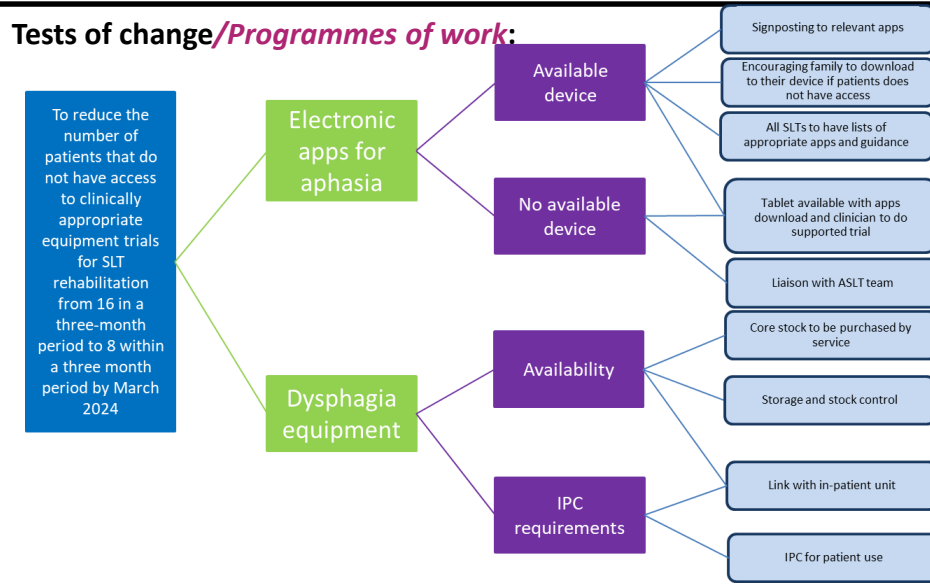 Tests of change/Programmes of work:
To reduce the
number of
patients that do
not have access
to clinically
appropriate
equipment trials
for SLT
rehabilitation
from 16 in a
three-month
period to 8 within
a three month
period by March
2024
Electronic
apps for
aphasia
Dysphagia
equipment
Available
device
No available
device
Availability
IPC
requirements
Signposting to relevant apps
Encouraging family to download
to their device if patients does
not have access
All SLTs to have lists of
appropriate apps and guidance
Tablet available with apps
download and clinician to do
supported trial
Liaison with ASLT team
Core stock to be purchased by
service
Storage and stock control
Link with in-patient unit
IPC for patient use